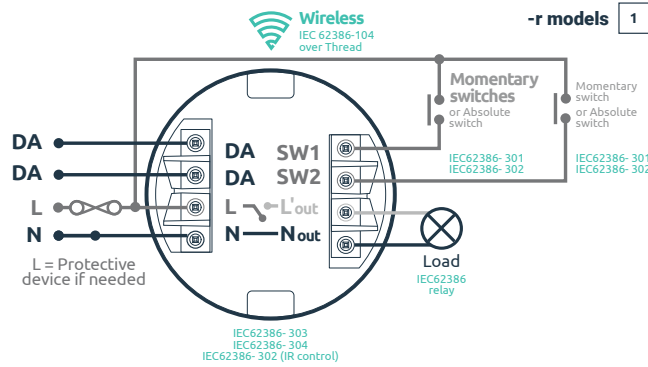 Wireless
IEC 62386-104
over Thread
-r models 1
Momentary
switches
or Absolute
switch
IEC62386- 301
IEC62386- 302
Momentary
switch
or Absolute
switch
IEC62386- 301
IEC62386- 302
DA
DA
L
N
L = Protective
device if needed
DA SW1
DA SW2
L L'out
N Nout
Load
IEC62386
relay
IEC62386- 303
IEC62386- 304
IEC62386- 302 (IR control)